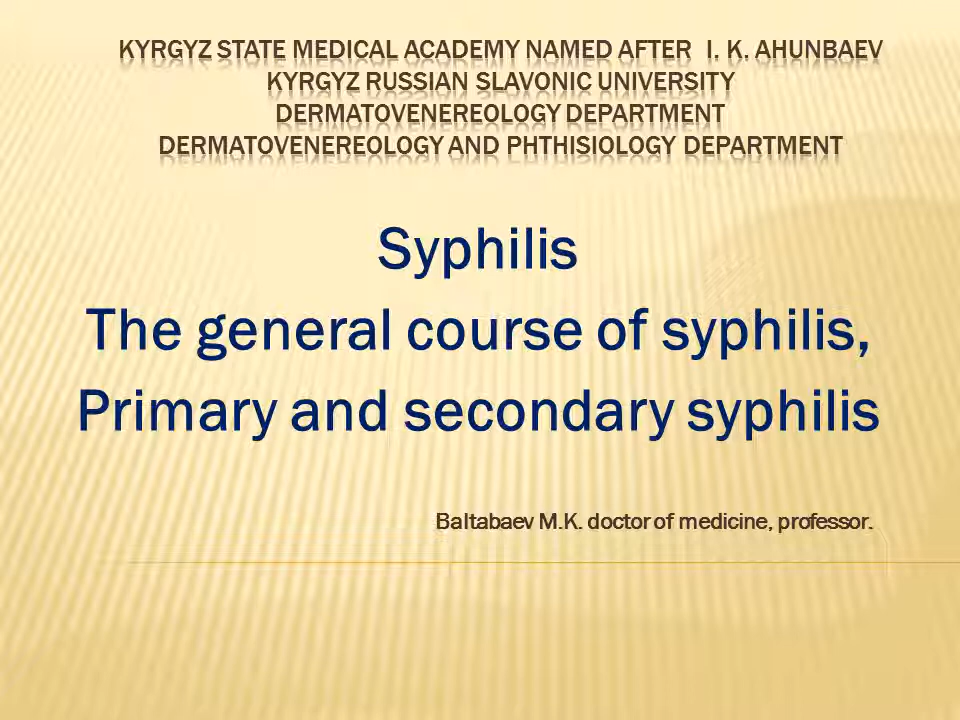 KYRGYZ STATE MEDICAL ACADEMY NAMED AFTER I. K. AHUNBAEV
KYRGYZ RUSSIAN SLAVONIC UNIVERSITY
DERMATOVENEREOLOGY DEPARTMENT
DERMATOVENEREOLOGY AND PHTHISIOLOGY DEPARTMENT
Syphilis
The general course of syphilis,
Primary and secondary syphilis
Baltabaev M.K. doctor of medicine, professor.